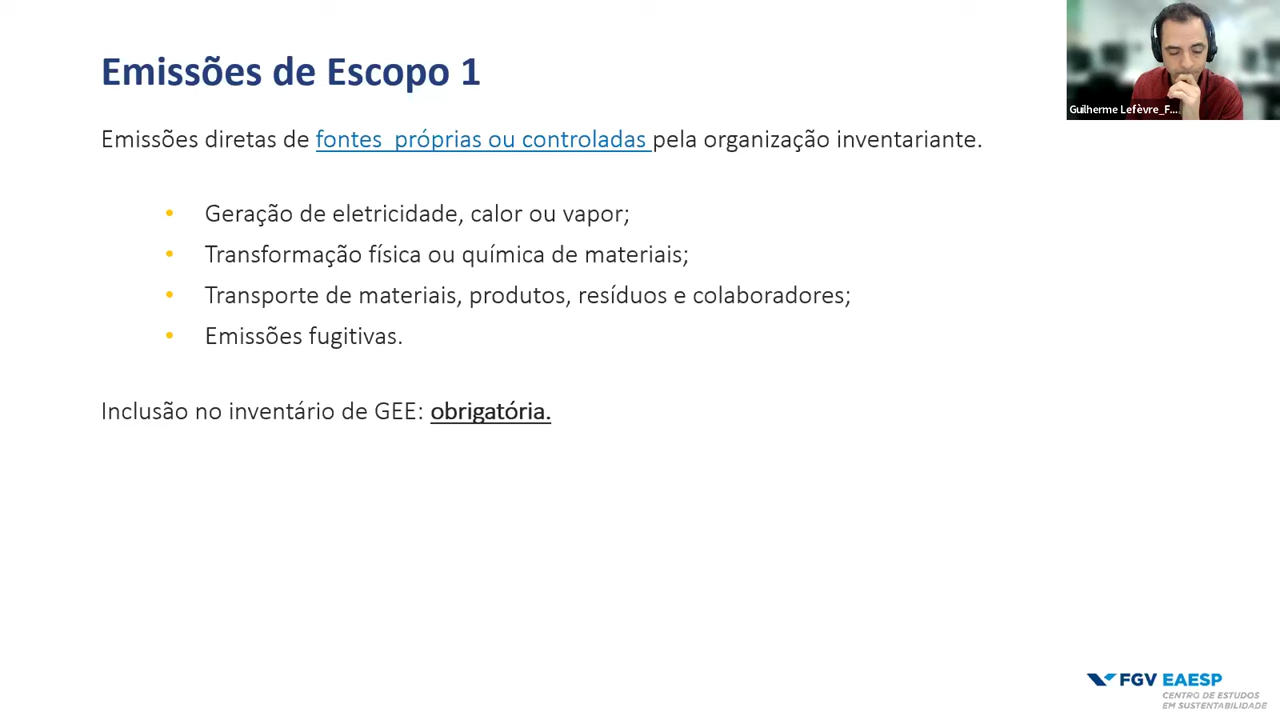 Emissões de Escopo 1
Guilherme Lefèvre_F...
Emissões diretas de fontes  próprias ou controladas pela organização inventariante.
• Geração de eletricidade, calor ou vapor;
• Transformação física ou química de materiais;
• Transporte de materiais, produtos, resíduos e colaboradores;
• Emissões fugitivas.
Inclusão no inventário de GEE: obrigatória.
FGV EAESP
CENTRO DE ESTUDOS
EM SUSTENTABILIDADE